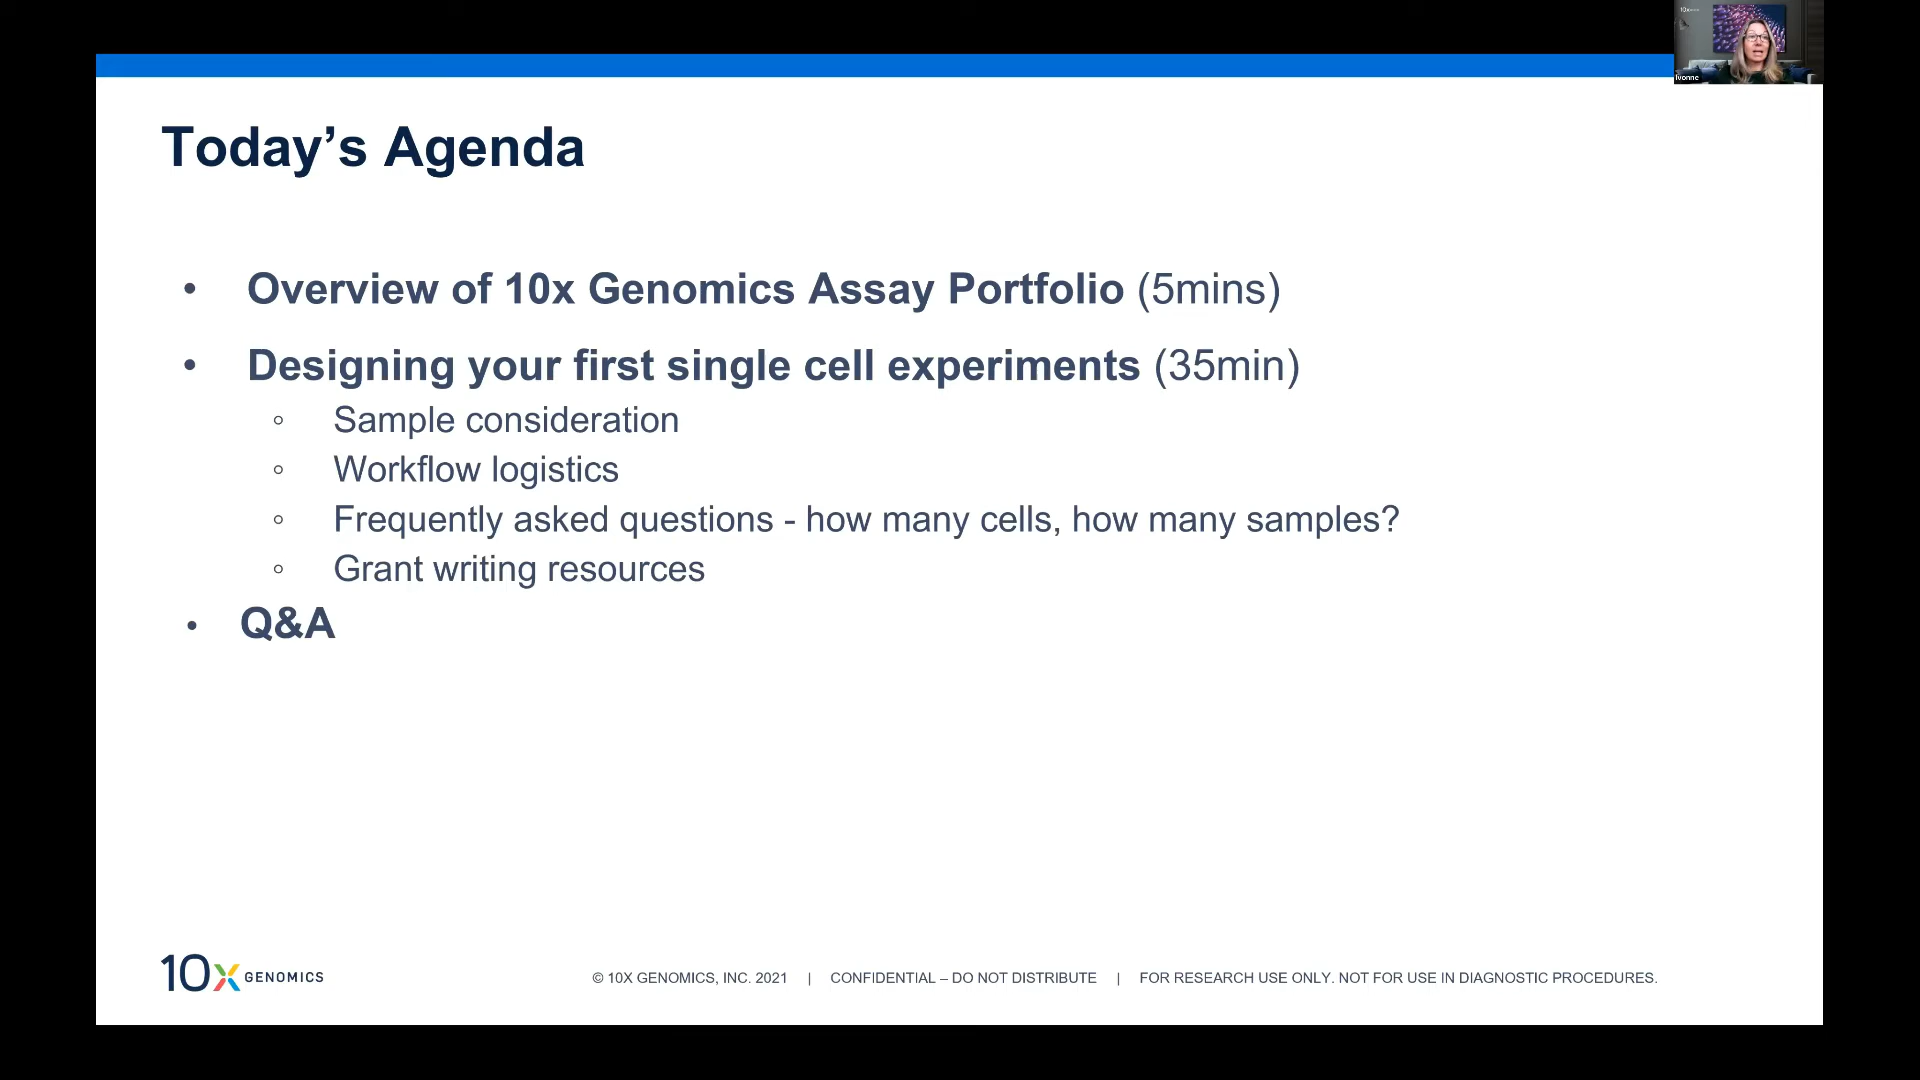 10x
Ivonne
Today’s Agenda
• Overview of 10x Genomics Assay Portfolio (5mins)
• Designing your first single cell experiments (35min)
◦ Sample consideration
◦ Workflow logistics
◦ Frequently asked questions - how many cells, how many samples?
◦ Grant writing resources
• Q&A
10x GENOMICS
© 10X GENOMICS, INC. 2021 | CONFIDENTIAL – DO NOT DISTRIBUTE | FOR RESEARCH USE ONLY. NOT FOR USE IN DIAGNOSTIC PROCEDURES.